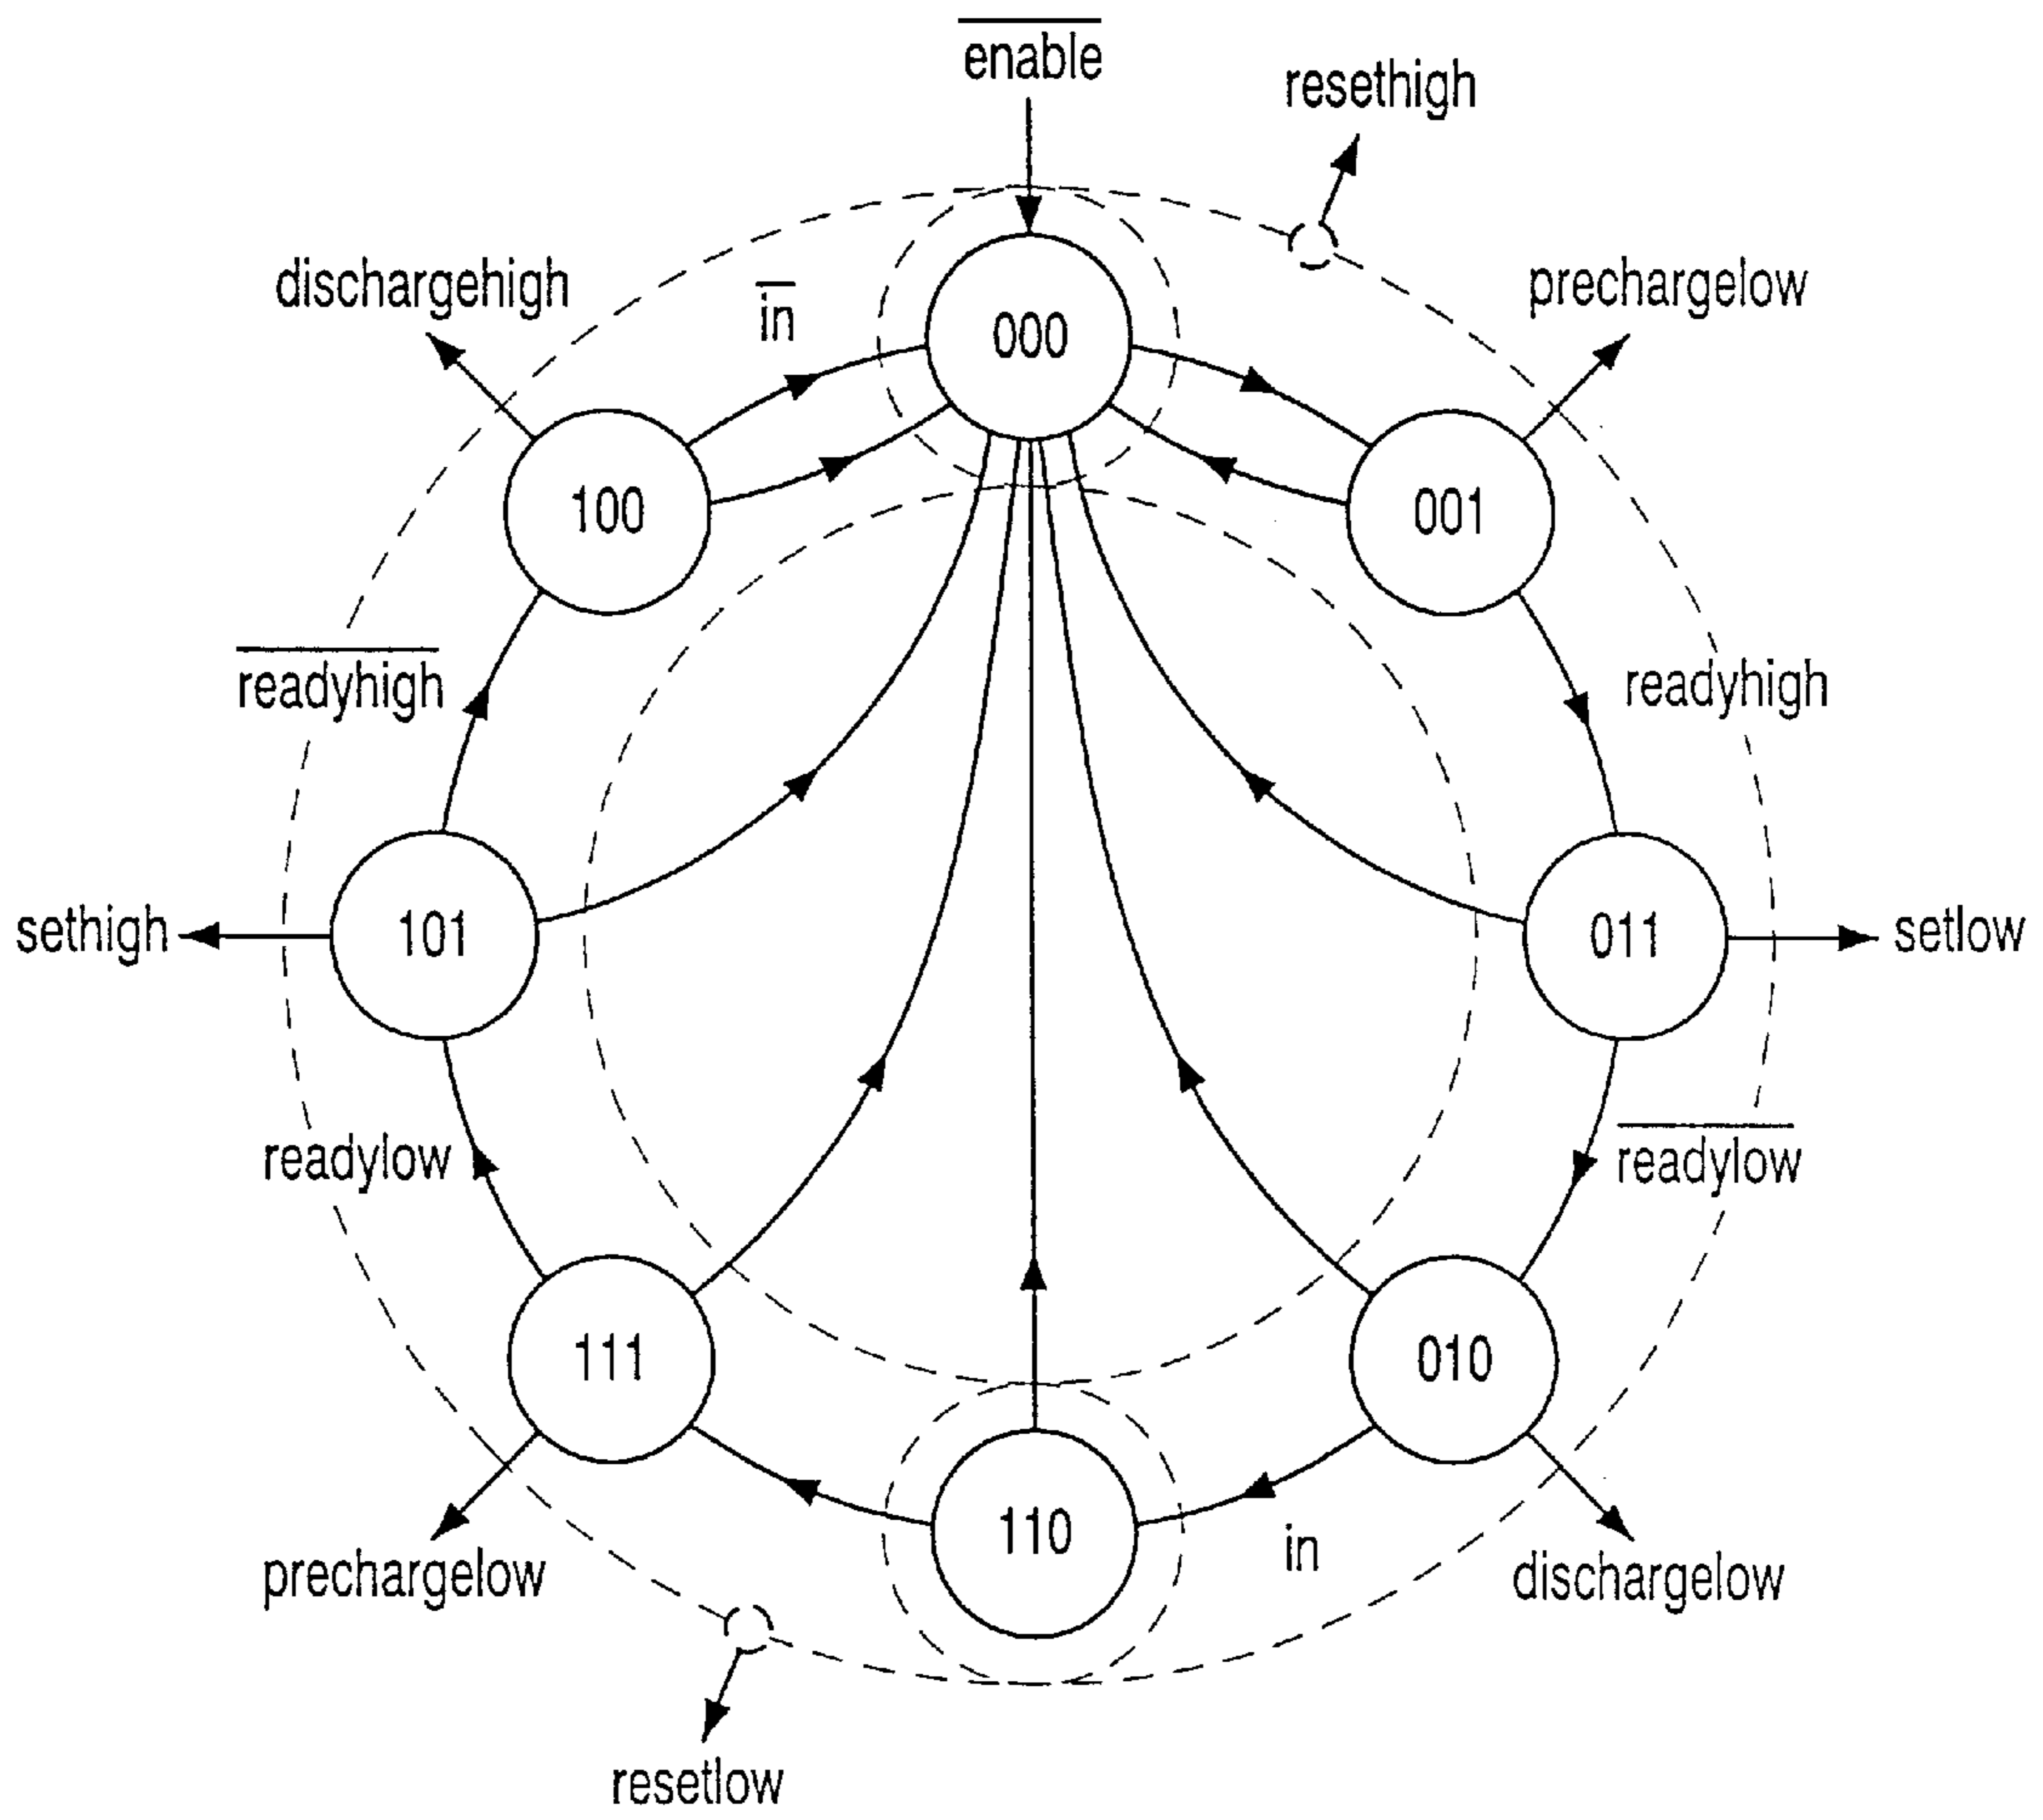 enable
resethigh
dischargehigh
in
prechargelow
000
100
001
readyhigh
readyhigh
sethigh
101
011
setlow
readylow
readylow
111
010
110
in
prechargelow
dischargelow
resetlow